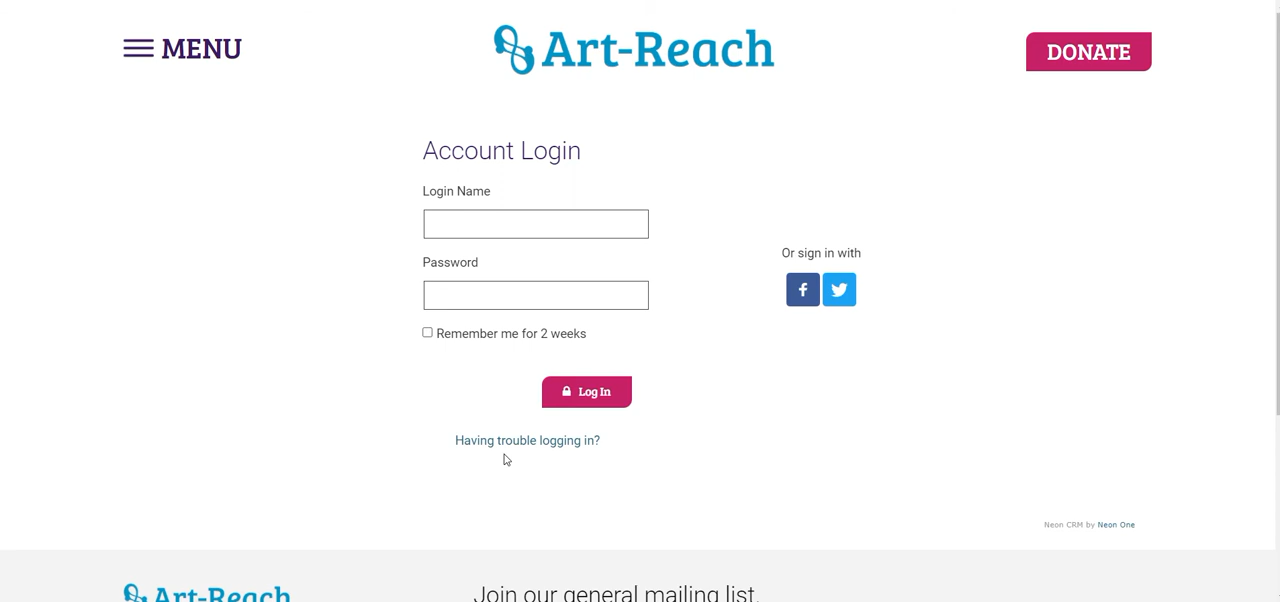 MENU
Art-Reach
DONATE
Account Login
Login Name
Password
Or sign in with
Remember me for 2 weeks
Log In
Having trouble logging in?
Neon CRM by Neon One
Art-Reach
Join our general mailing list.